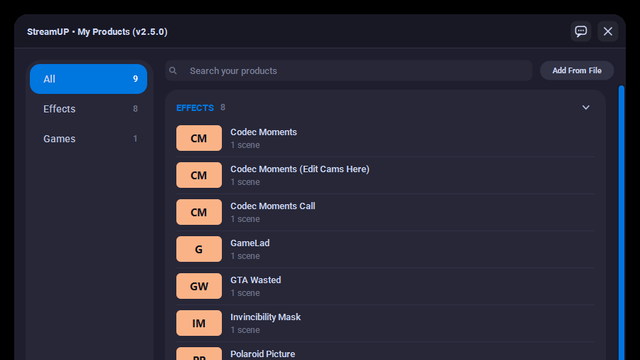 StreamUP • My Products (v2.5.0)
All 9
Effects 8
Games 1
Search your products
Add From File
EFFECTS 8
CM Codec Moments
1 scene
CM Codec Moments (Edit Cams Here)
1 scene
CM Codec Moments Call
1 scene
G GameLad
1 scene
GW GTA Wasted
1 scene
IM Invincibility Mask
1 scene
PP Polaroid Picture